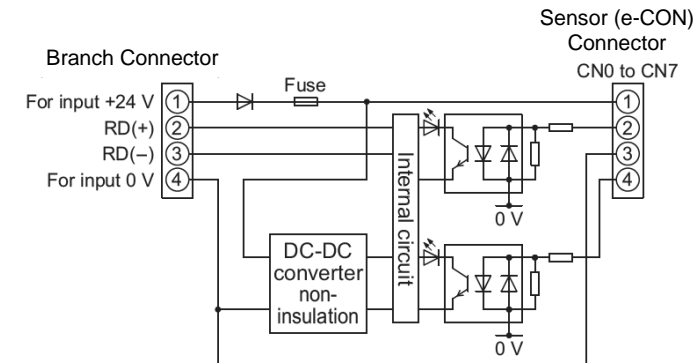 Sensor (e-CON)
Connector
CN0 to CN7
Branch Connector
For input +24 V
1
Fuse
1
RD(+)
2
2
RD(−)
3
3
For input 0 V
4
4
Internal circuit
0 V
DC-DC
converter
non-
insulation
0 V